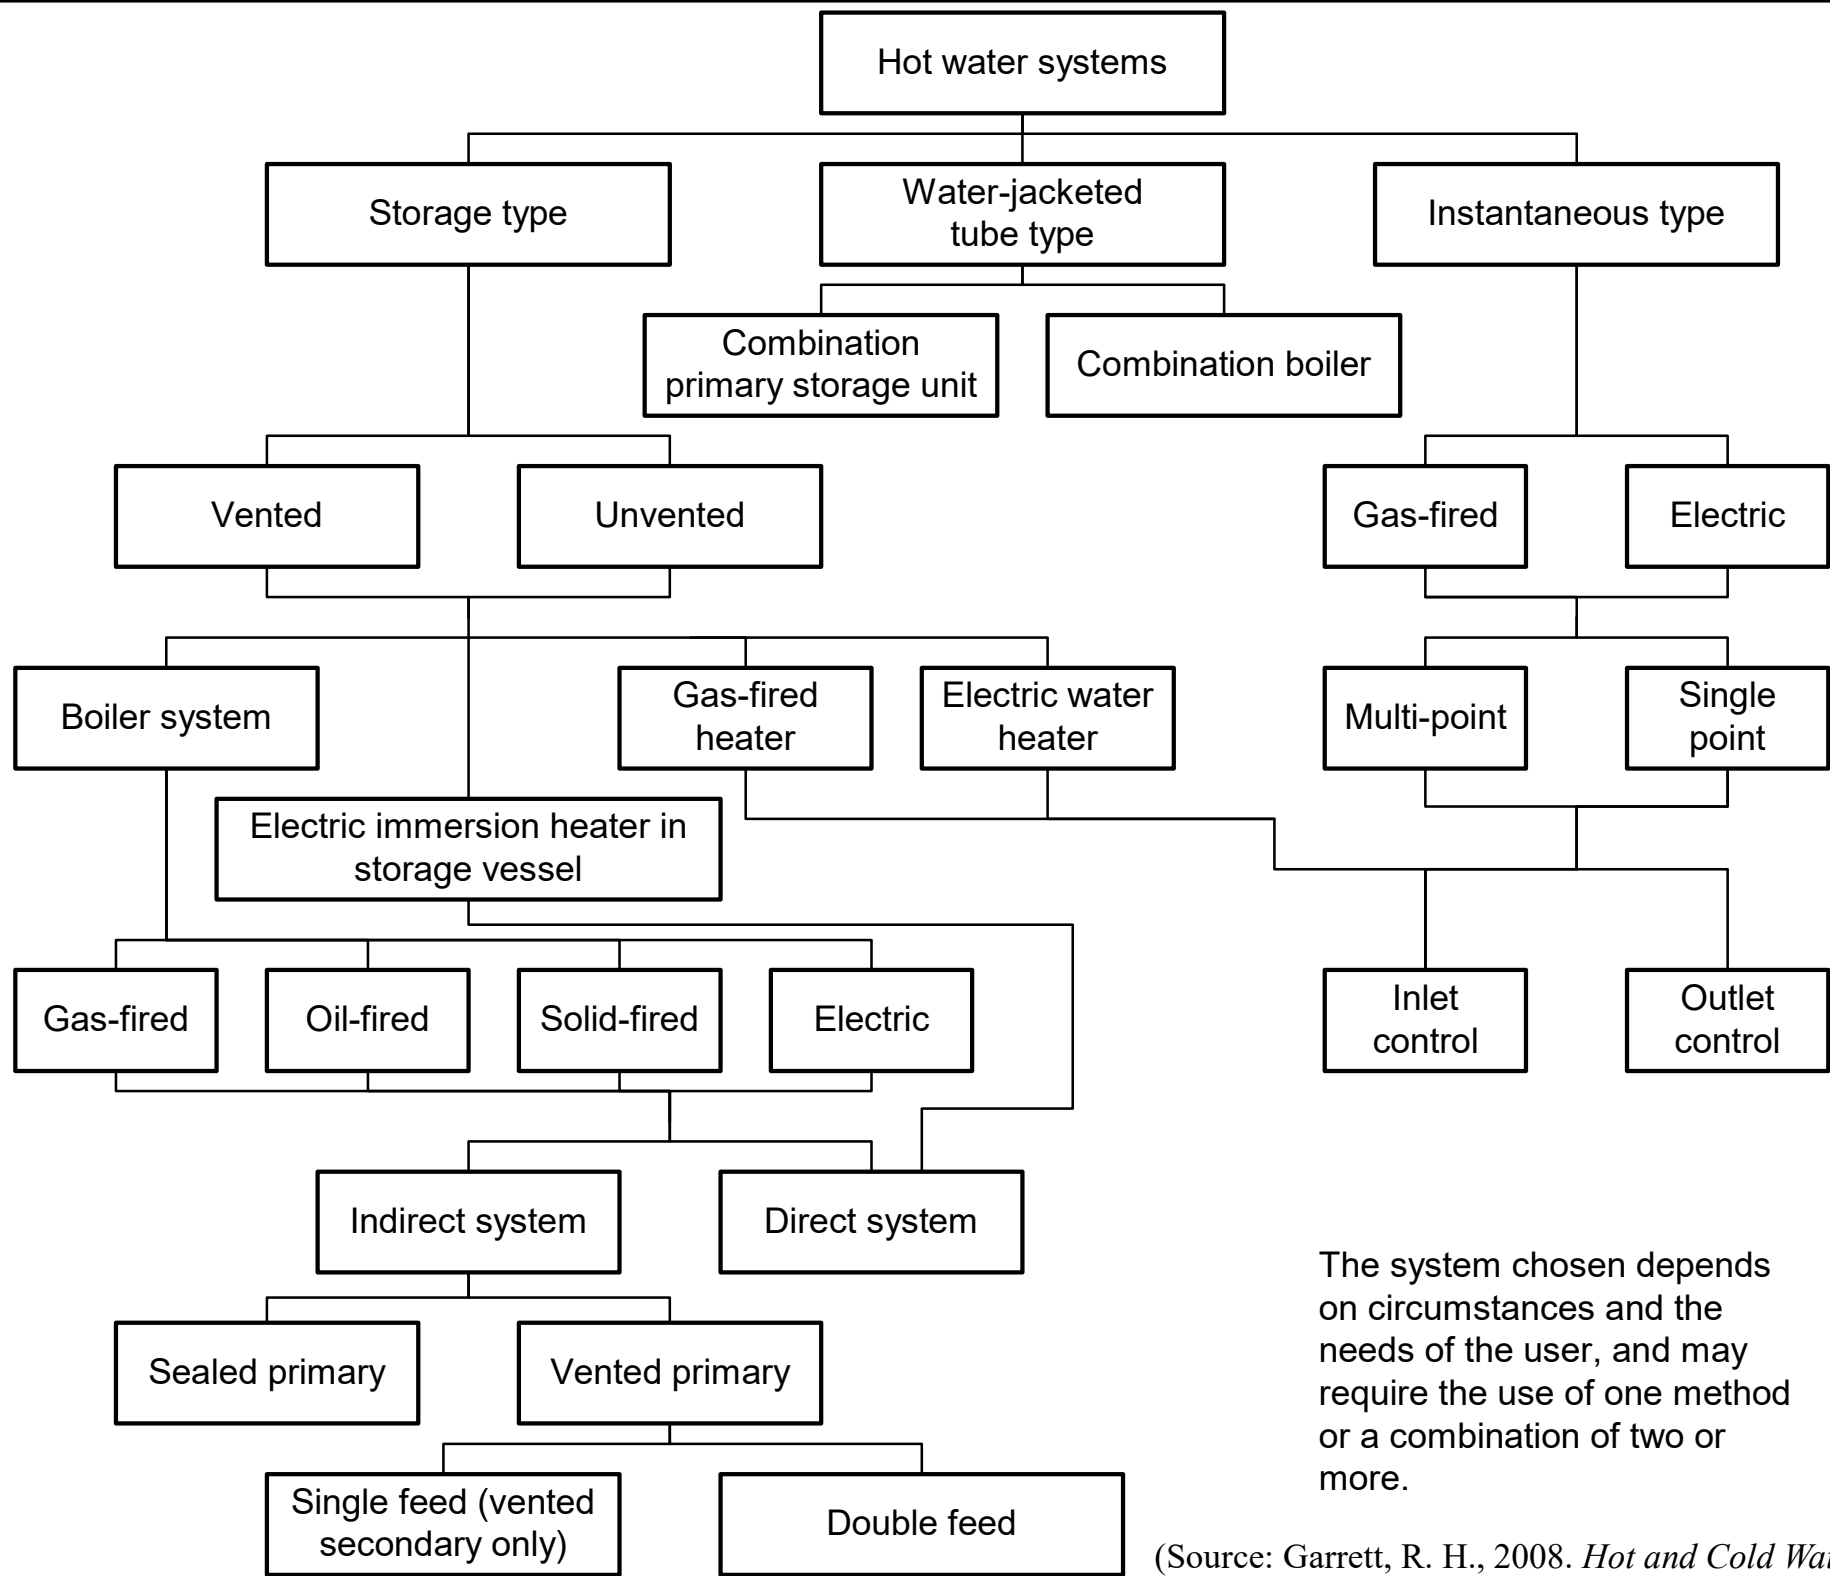 Hot water systems
Storage type
Water-jacketed
tube type
Instantaneous type
Combination
primary storage unit
Combination boiler
Vented
Unvented
Gas-fired
Electric
Boiler system
Gas-fired
heater
Electric water
heater
Multi-point
Single
point
Electric immersion heater in
storage vessel
Gas-fired
Oil-fired
Solid-fired
Electric
Inlet
control
Outlet
control
Indirect system
Direct system
The system chosen depends
on circumstances and the
needs of the user, and may
require the use of one method
or a combination of two or
more.
Sealed primary
Vented primary
Single feed (vented
secondary only)
Double feed
(Source: Garrett, R. H., 2008. Hot and Cold